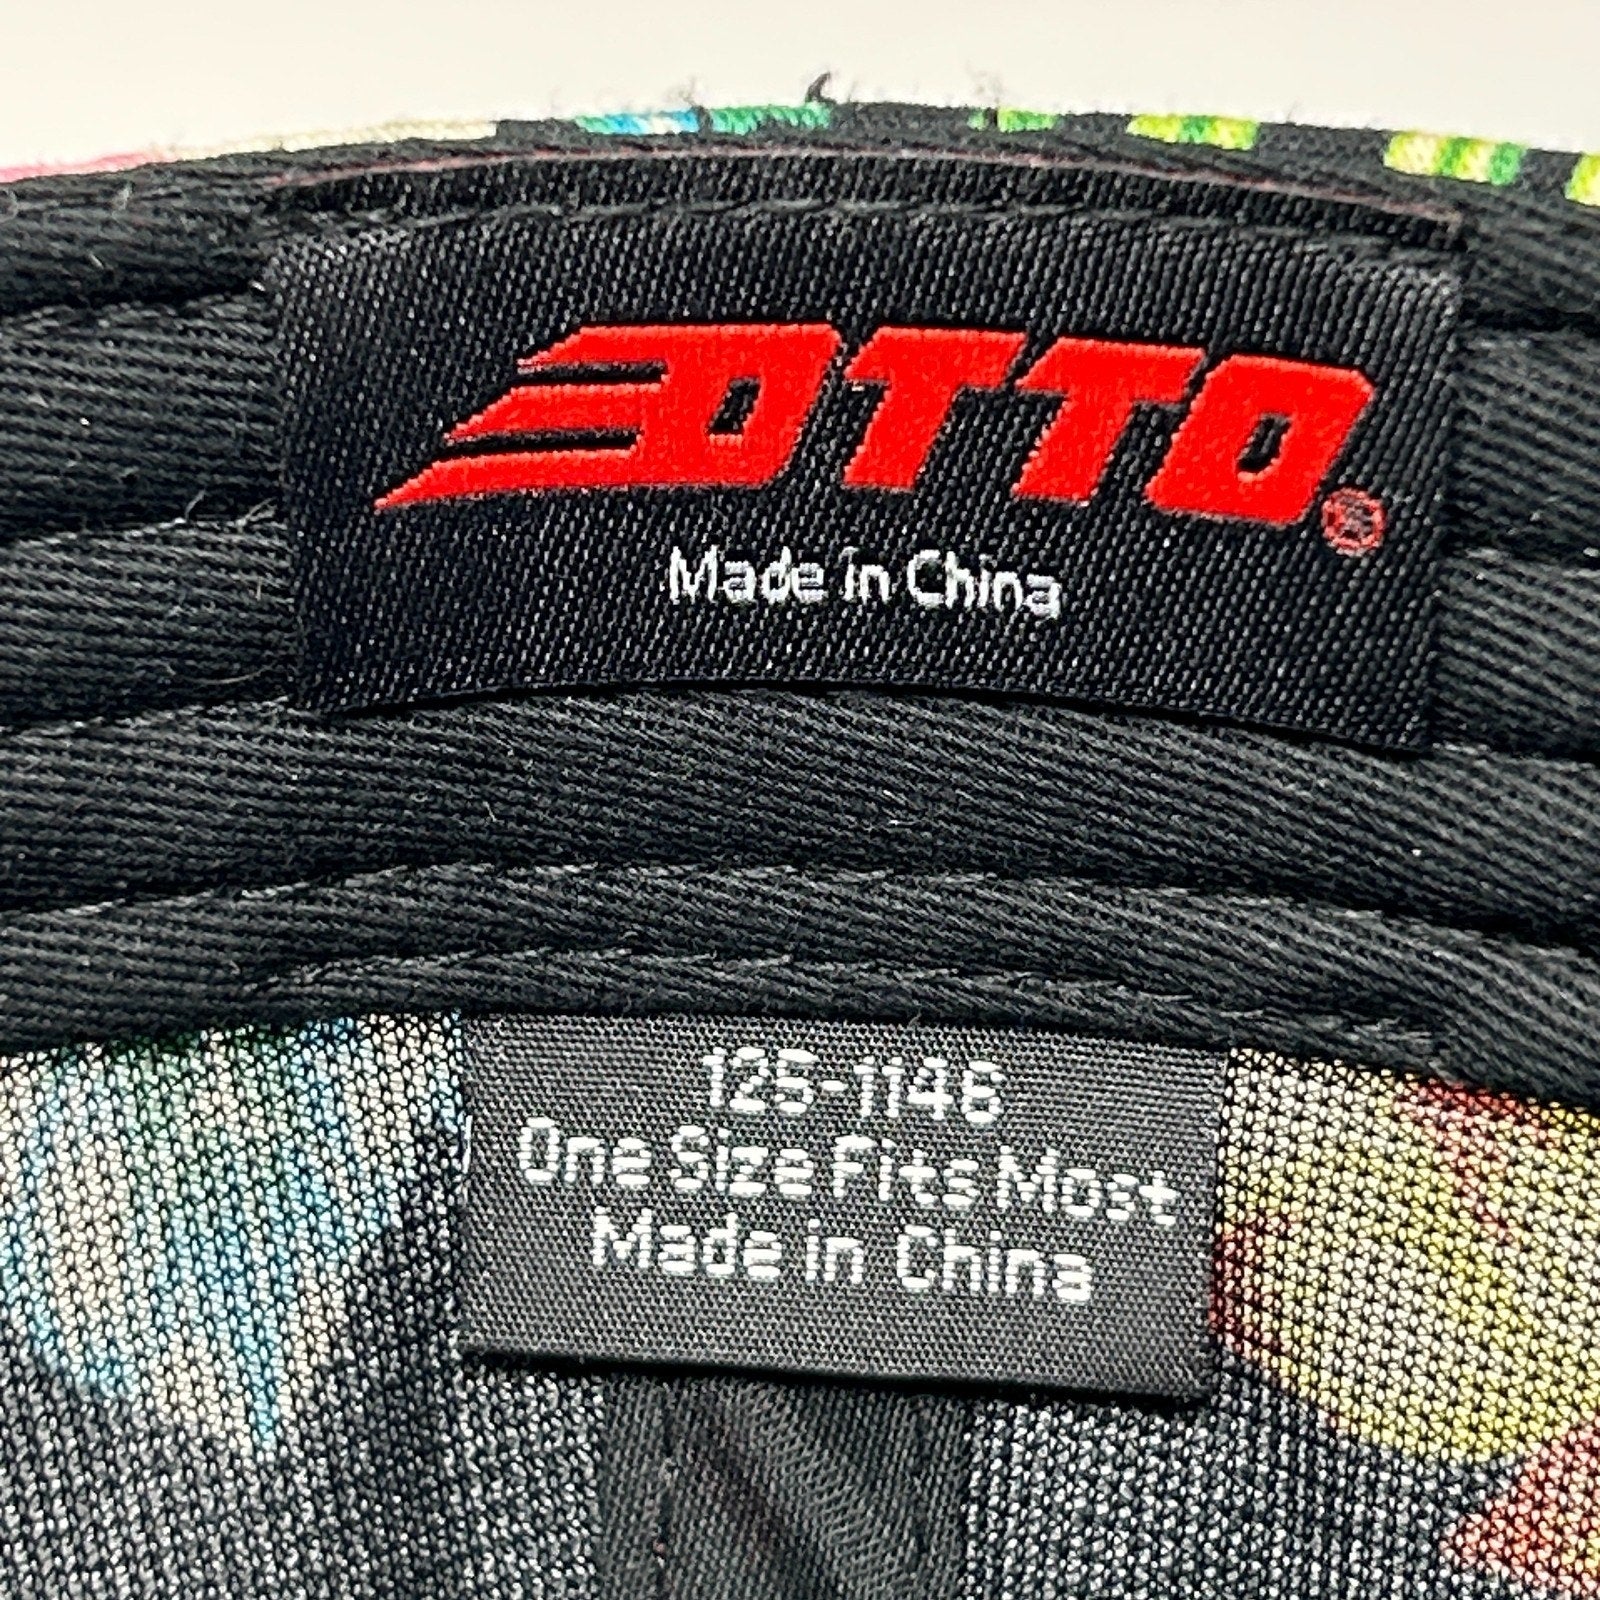 OTTO®
Made in China
125-1146
One Size Fits Most
Made in China